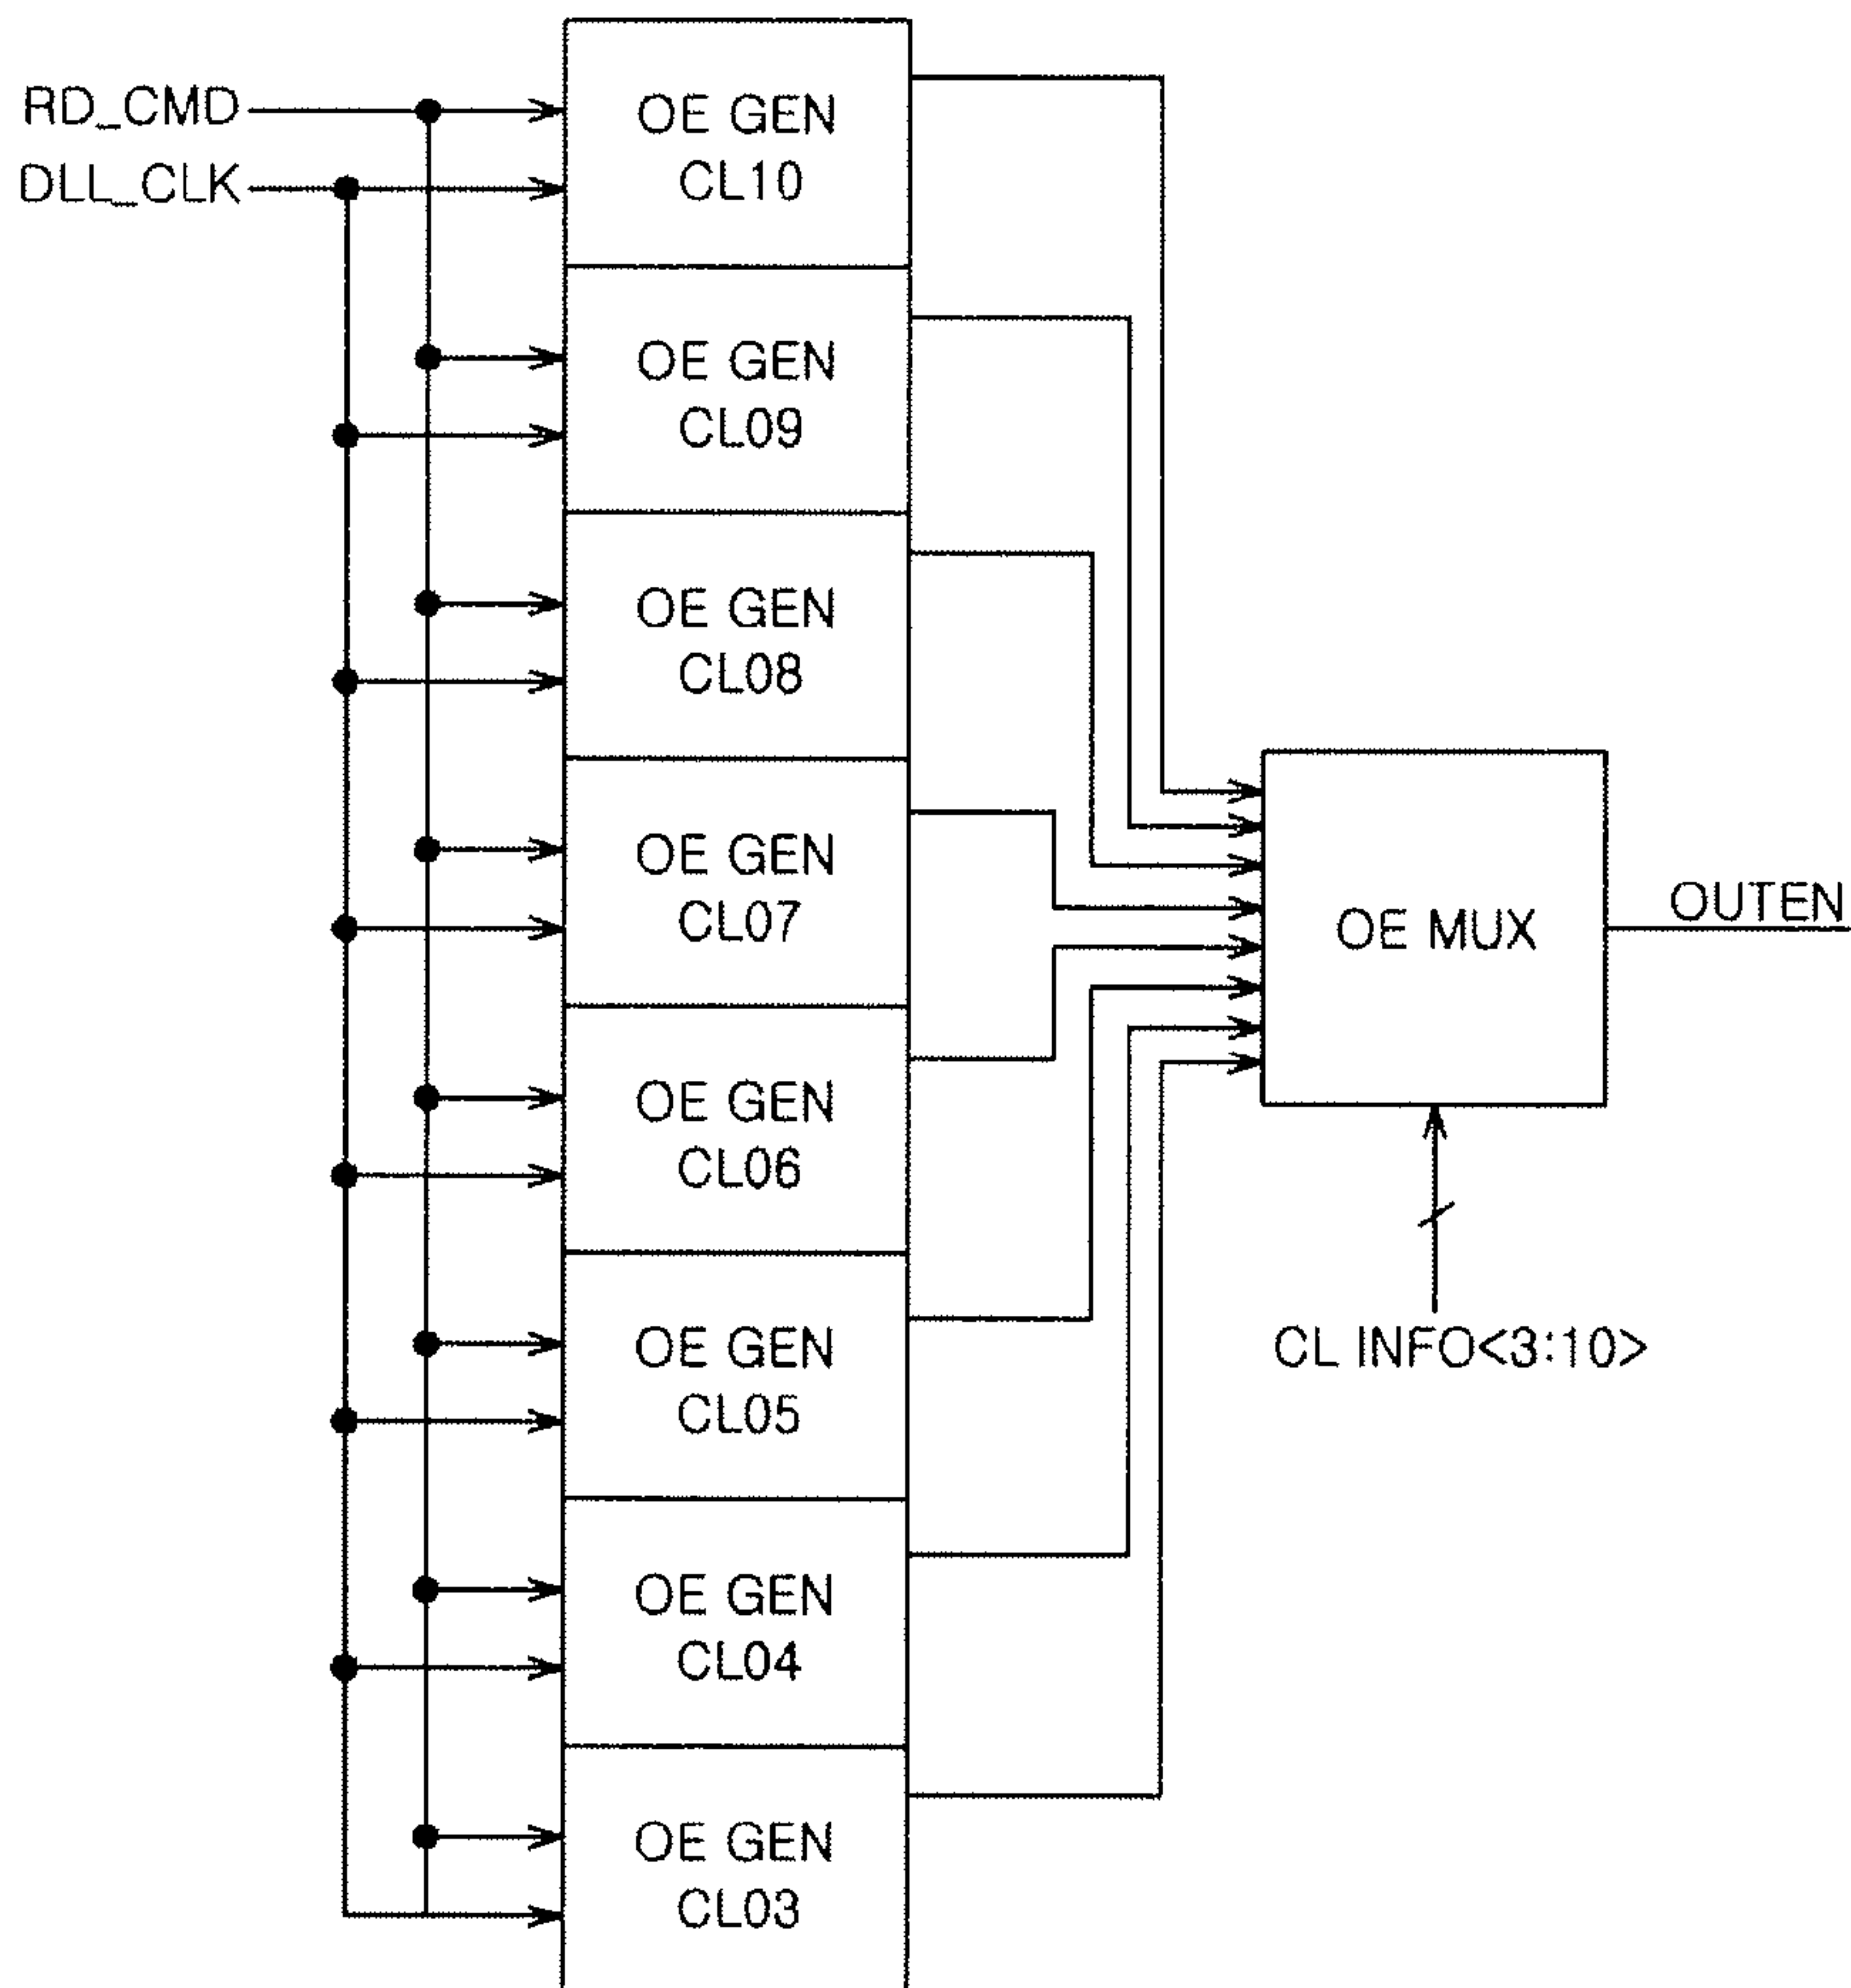 RD_CMD
DLL_CLK
OE GEN
CL10
OE GEN
CL09
OE GEN
CL08
OE GEN
CL07
OE GEN
CL06
OE GEN
CL05
OE GEN
CL04
OE GEN
CL03
OE MUX
OUTEN
CL INFO<3:10>